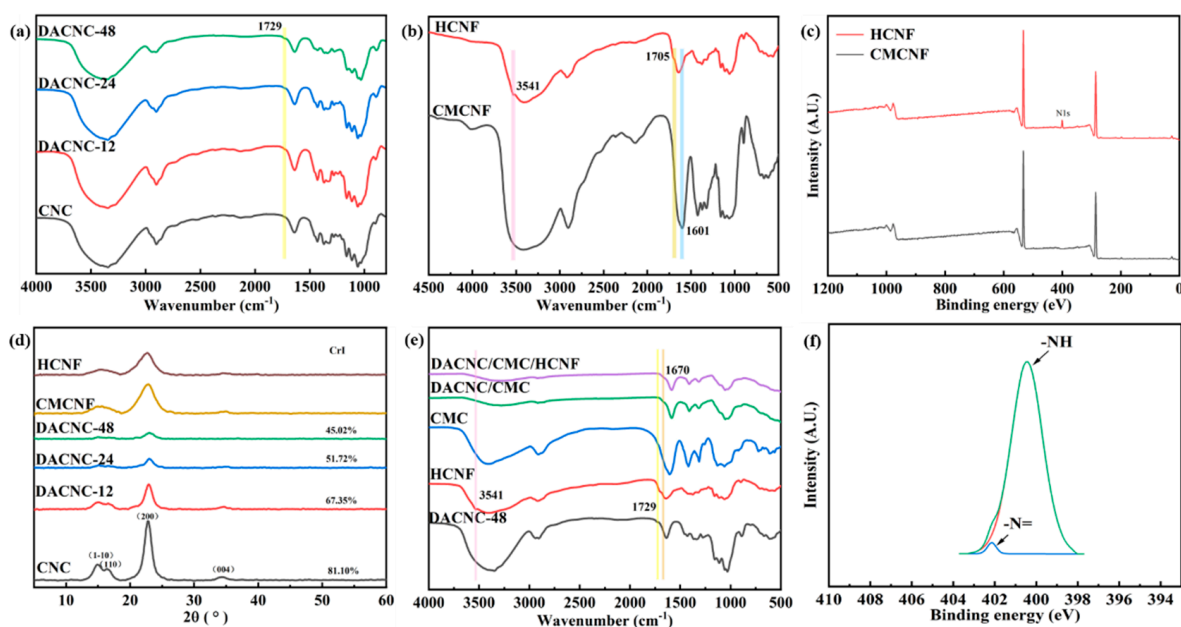 (a)
DACNC-48
1729
DACNC-24
DACNC-12
CNC
4000 3500 3000 2500 2000 1500 1000
Wavenumber (cm-1)
(b)
HCNF
1705
3541
CMCNF
1601
4500 4000 3500 3000 2500 2000 1500 1000 500
Wavenumber (cm-1)
(c)
HCNF
CMCNF
N1s
Intensity (A.U.)
1200 1000 800 600 400 200 0
Binding energy (eV)
(d)
CrI
HCNF
CMCNF
DACNC-48
45.02%
DACNC-24
51.72%
DACNC-12
67.35%
(200)
(1-10)
(110)
(004)
CNC
81.10%
10 20 30 40 50 60
2θ (°)
(e)
DACNC/CMC/HCNF
1670
DACNC/CMC
CMC
HCNF
3541
1729
DACNC-48
4000 3500 3000 2500 2000 1500 1000 500
Wavenumber (cm-1)
(f)
-NH
-N=
Intensity (A.U.)
410 408 406 404 402 400 398 396 394
Binding energy (eV)